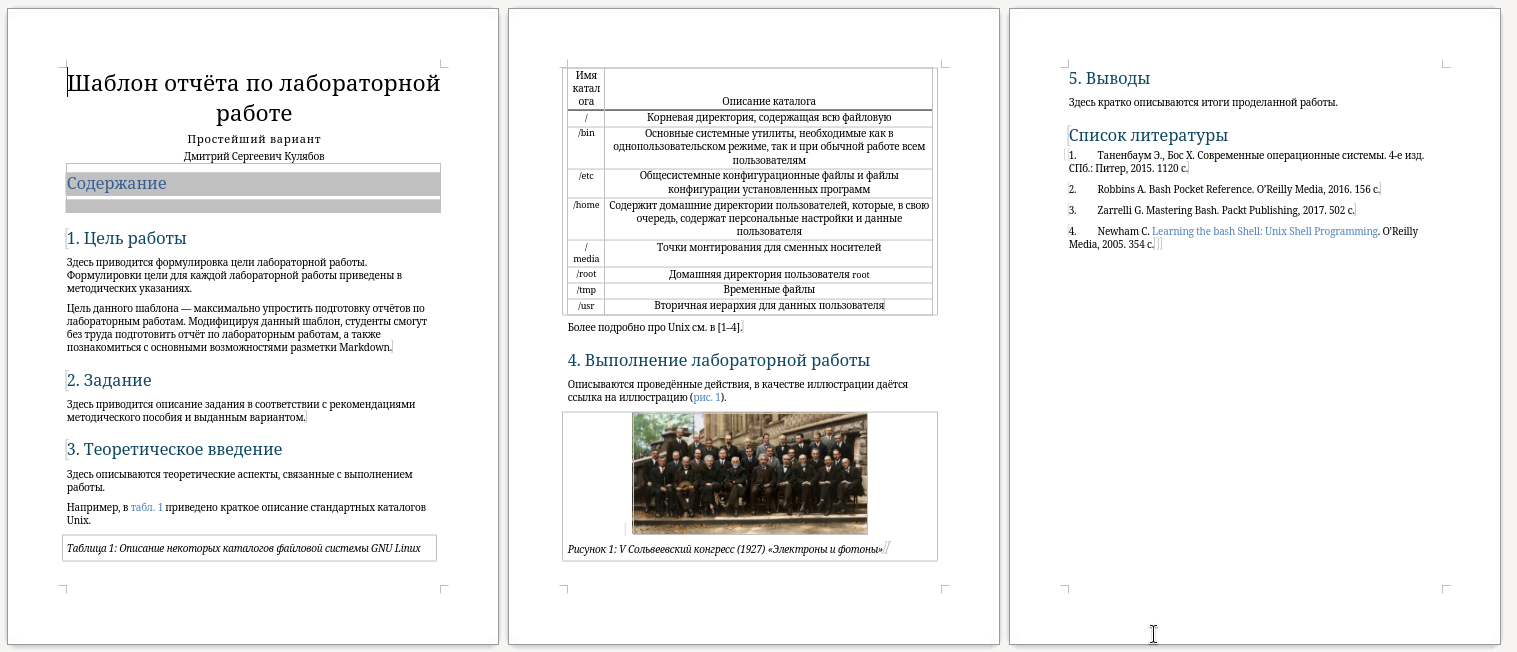 Шаблон отчёта по лабораторной
работе
Простейший вариант
Дмитрий Сергеевич Кулябов
Содержание
1. Цель работы
Здесь приводится формулировка цели лабораторной работы.
Формулировки цели для каждой лабораторной работы приведены в
методических указаниях.
Цель данного шаблона — максимально упростить подготовку отчётов по
лабораторным работам. Модифицируя данный шаблон, студенты смогут
без труда подготовить отчёт по лабораторным работам, а также
познакомиться с основными возможностями разметки Markdown.
2. Задание
Здесь приводится описание задания в соответствии с рекомендациями
методического пособия и выданным вариантом.
3. Теоретическое введение
Здесь описываются теоретические аспекты, связанные с выполнением
работы.
Например, в табл. 1 приведено краткое описание стандартных каталогов
Unix.
Таблица 1: Описание некоторых каталогов файловой системы GNU Linux
Имя
катал
ога
Описание каталога
/
Корневая директория, содержащая всю файловую
/bin
Основные системные утилиты, необходимые как в
однопользовательском режиме, так и при обычной работе всем
пользователям
/etc
Общесистемные конфигурационные файлы и файлы
конфигурации установленных программ
/home
Содержит домашние директории пользователей, которые, в свою
очередь, содержат персональные настройки и данные
пользователя
/
media
Точки монтирования для сменных носителей
/root
Домашняя директория пользователя root
/tmp
Временные файлы
/usr
Вторичная иерархия для данных пользователя
Более подробно про Unix см. в [1–4].
4. Выполнение лабораторной работы
Описываются проведённые действия, в качестве иллюстрации даётся
ссылка на иллюстрацию (рис. 1).
Рисунок 1: V Сольвеевский конгресс (1927) «Электроны и фотоны»
5. Выводы
Здесь кратко описываются итоги проделанной работы.
Список литературы
1. Таненбаум Э., Бос Х. Современные операционные системы. 4-е изд.
СПб.: Питер, 2015. 1120 с.
2. Robbins A. Bash Pocket Reference. O’Reilly Media, 2016. 156 с.
3. Zarrelli G. Mastering Bash. Packt Publishing, 2017. 502 с.
4. Newham C. Learning the bash Shell: Unix Shell Programming. O’Reilly
Media, 2005. 354 с.